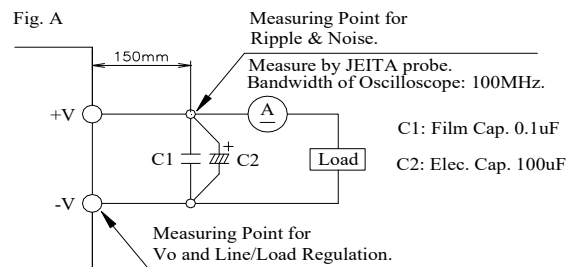 Fig. A
Measuring Point for
Ripple & Noise.
150mm
Measure by JEITA probe.
Bandwidth of Oscilloscope: 100MHz.
+V
A
C1: Film Cap. 0.1uF
+
C1
C2
Load
C2: Elec. Cap. 100uF
-V
Measuring Point for
Vo and Line/Load Regulation.